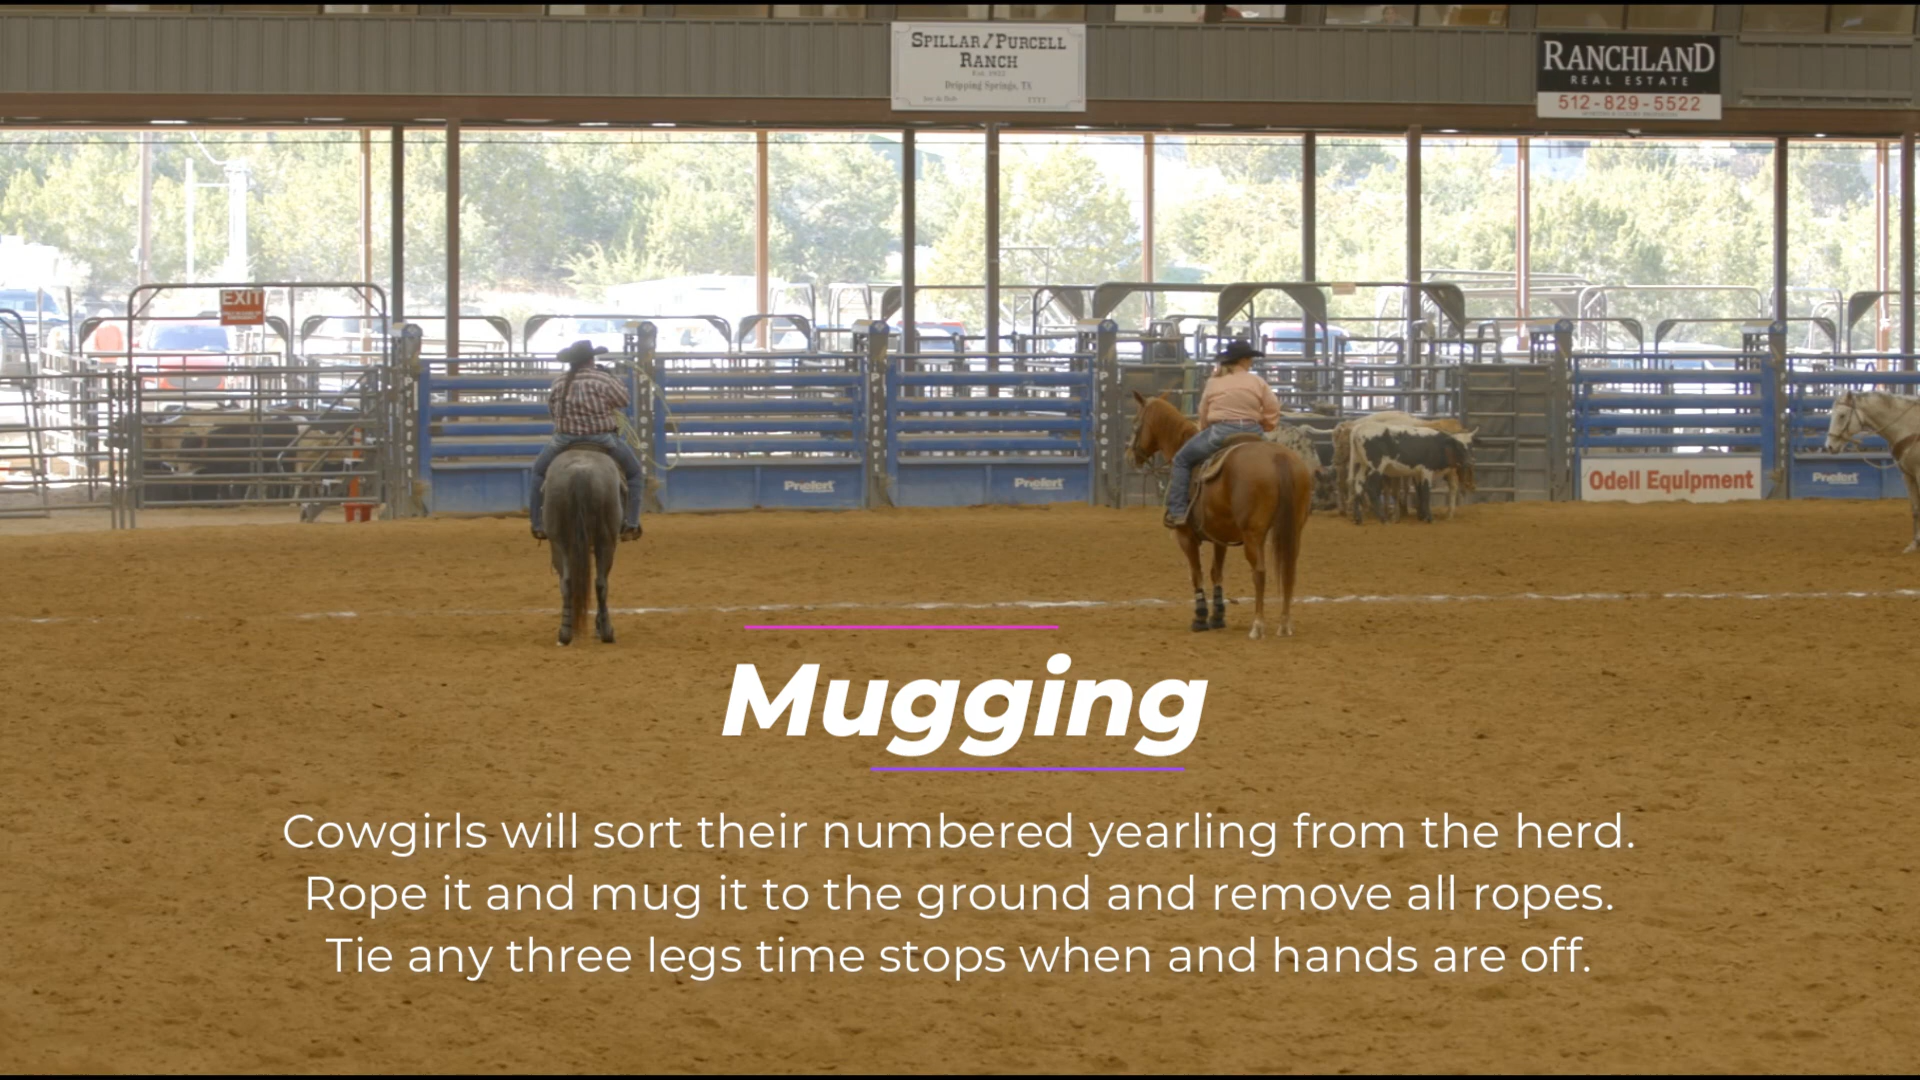 SPILLAR/PURCELL
RANCH
Est. 1922
Dripping Springs, TX
RANCHLAND
REAL ESTATE
512-829-5522
EXIT
Priefert
Priefert
Odell Equipment
Priefert
Mugging
Cowgirls will sort their numbered yearling from the herd.
Rope it and mug it to the ground and remove all ropes.
Tie any three legs time stops when and hands are off.